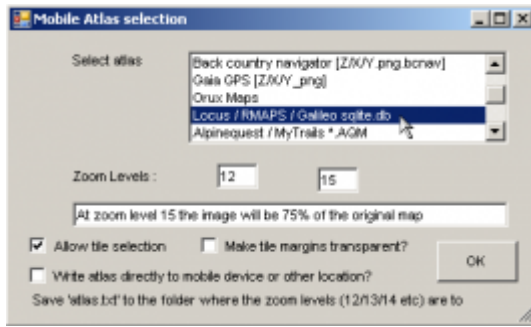 Mobile Atlas selection
Select atlas
Back country navigator [Z/X/Y.png.bcnav]
Gaia GPS [Z/X/Y_png]
Orux Maps
Locus / RMAPS / Galileo sqlite.db
Alpinequest / MyTrails *.AQM
Zoom Levels :
12
15
At zoom level 15 the image will be 75% of the original map
Allow tile selection
Make tile margins transparent?
OK
Write atlas directly to mobile device or other location?
Save 'atlas.txt' to the folder where the zoom levels (12/13/14 etc) are to